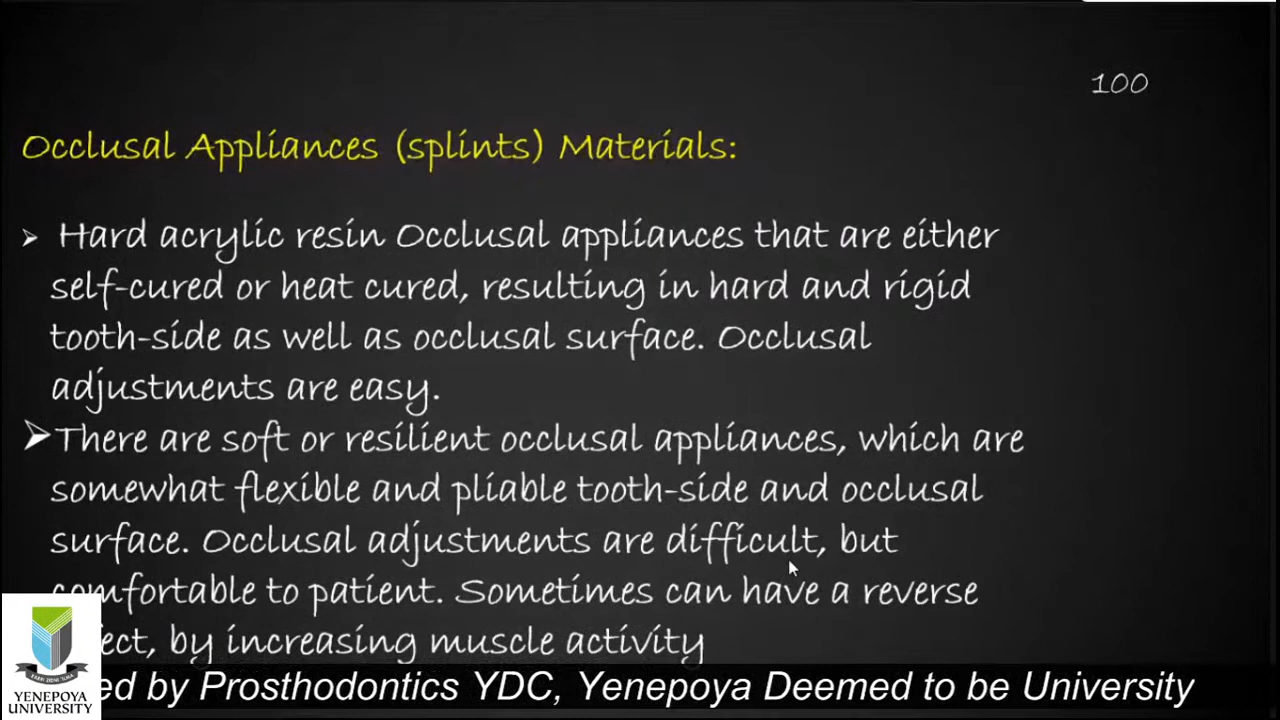 100
Occlusal Appliances (splints) Materials:
➢ Hard acrylic resin Occlusal appliances that are either
self-cured or heat cured, resulting in hard and rigid
tooth-side as well as occlusal surface. Occlusal
adjustments are easy.
➢There are soft or resilient occlusal appliances, which are
somewhat flexible and pliable tooth-side and occlusal
surface. Occlusal adjustments are difficult, but
comfortable to patient. Sometimes can have a reverse
ect, by increasing muscle activity
ed by Prosthodontics YDC, Yenepoya Deemed to be University
YENEPOYA
UNIVERSITY